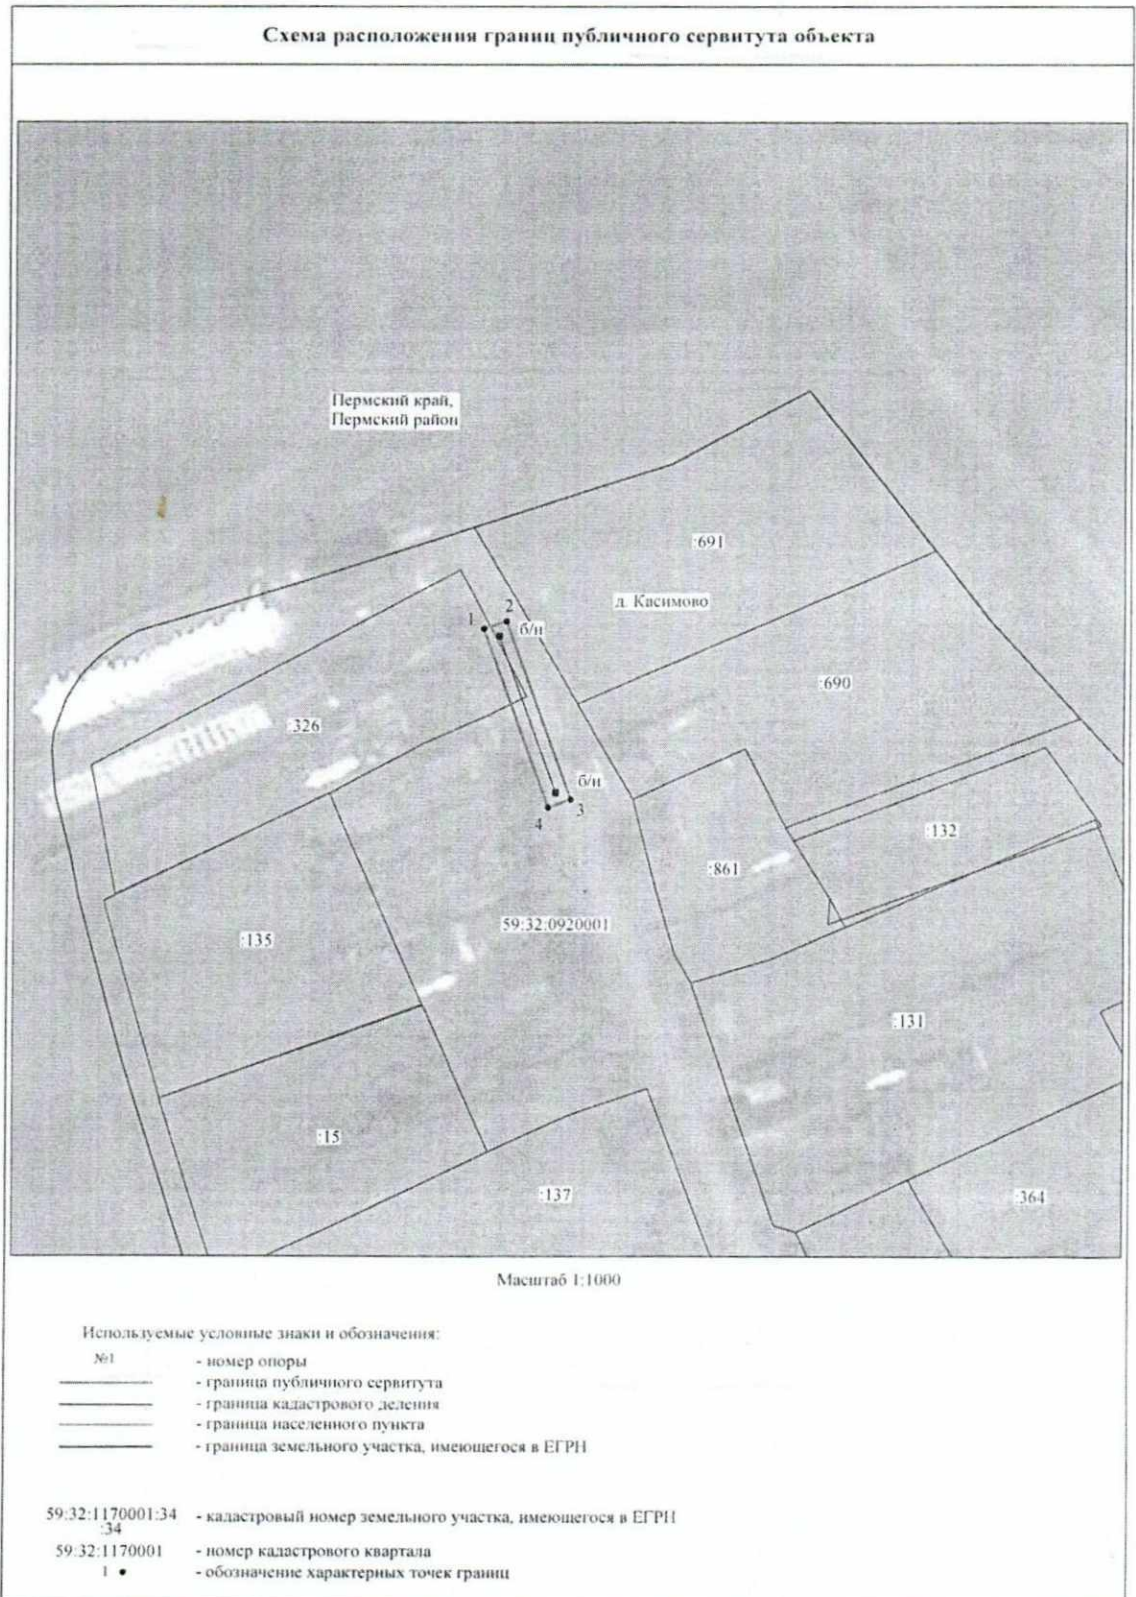 Схема расположения границ публичного сервитута объекта
Пермский край,
Пермский район
:691
д. Касимово
1
2
б/н
:690
:326
б/н
3
4
:132
:861
59:32:0920001
:135
:131
:15
:137
:364
Масштаб 1:1000
Используемые условные знаки и обозначения:
№1 - номер опоры
- граница публичного сервитута
- граница кадастрового деления
- граница населенного пункта
- граница земельного участка, имеющегося в ЕГРН
59:32:1170001:34 - кадастровый номер земельного участка, имеющегося в ЕГРН
:34
59:32:1170001 - номер кадастрового квартала
1 - обозначение характерных точек границ